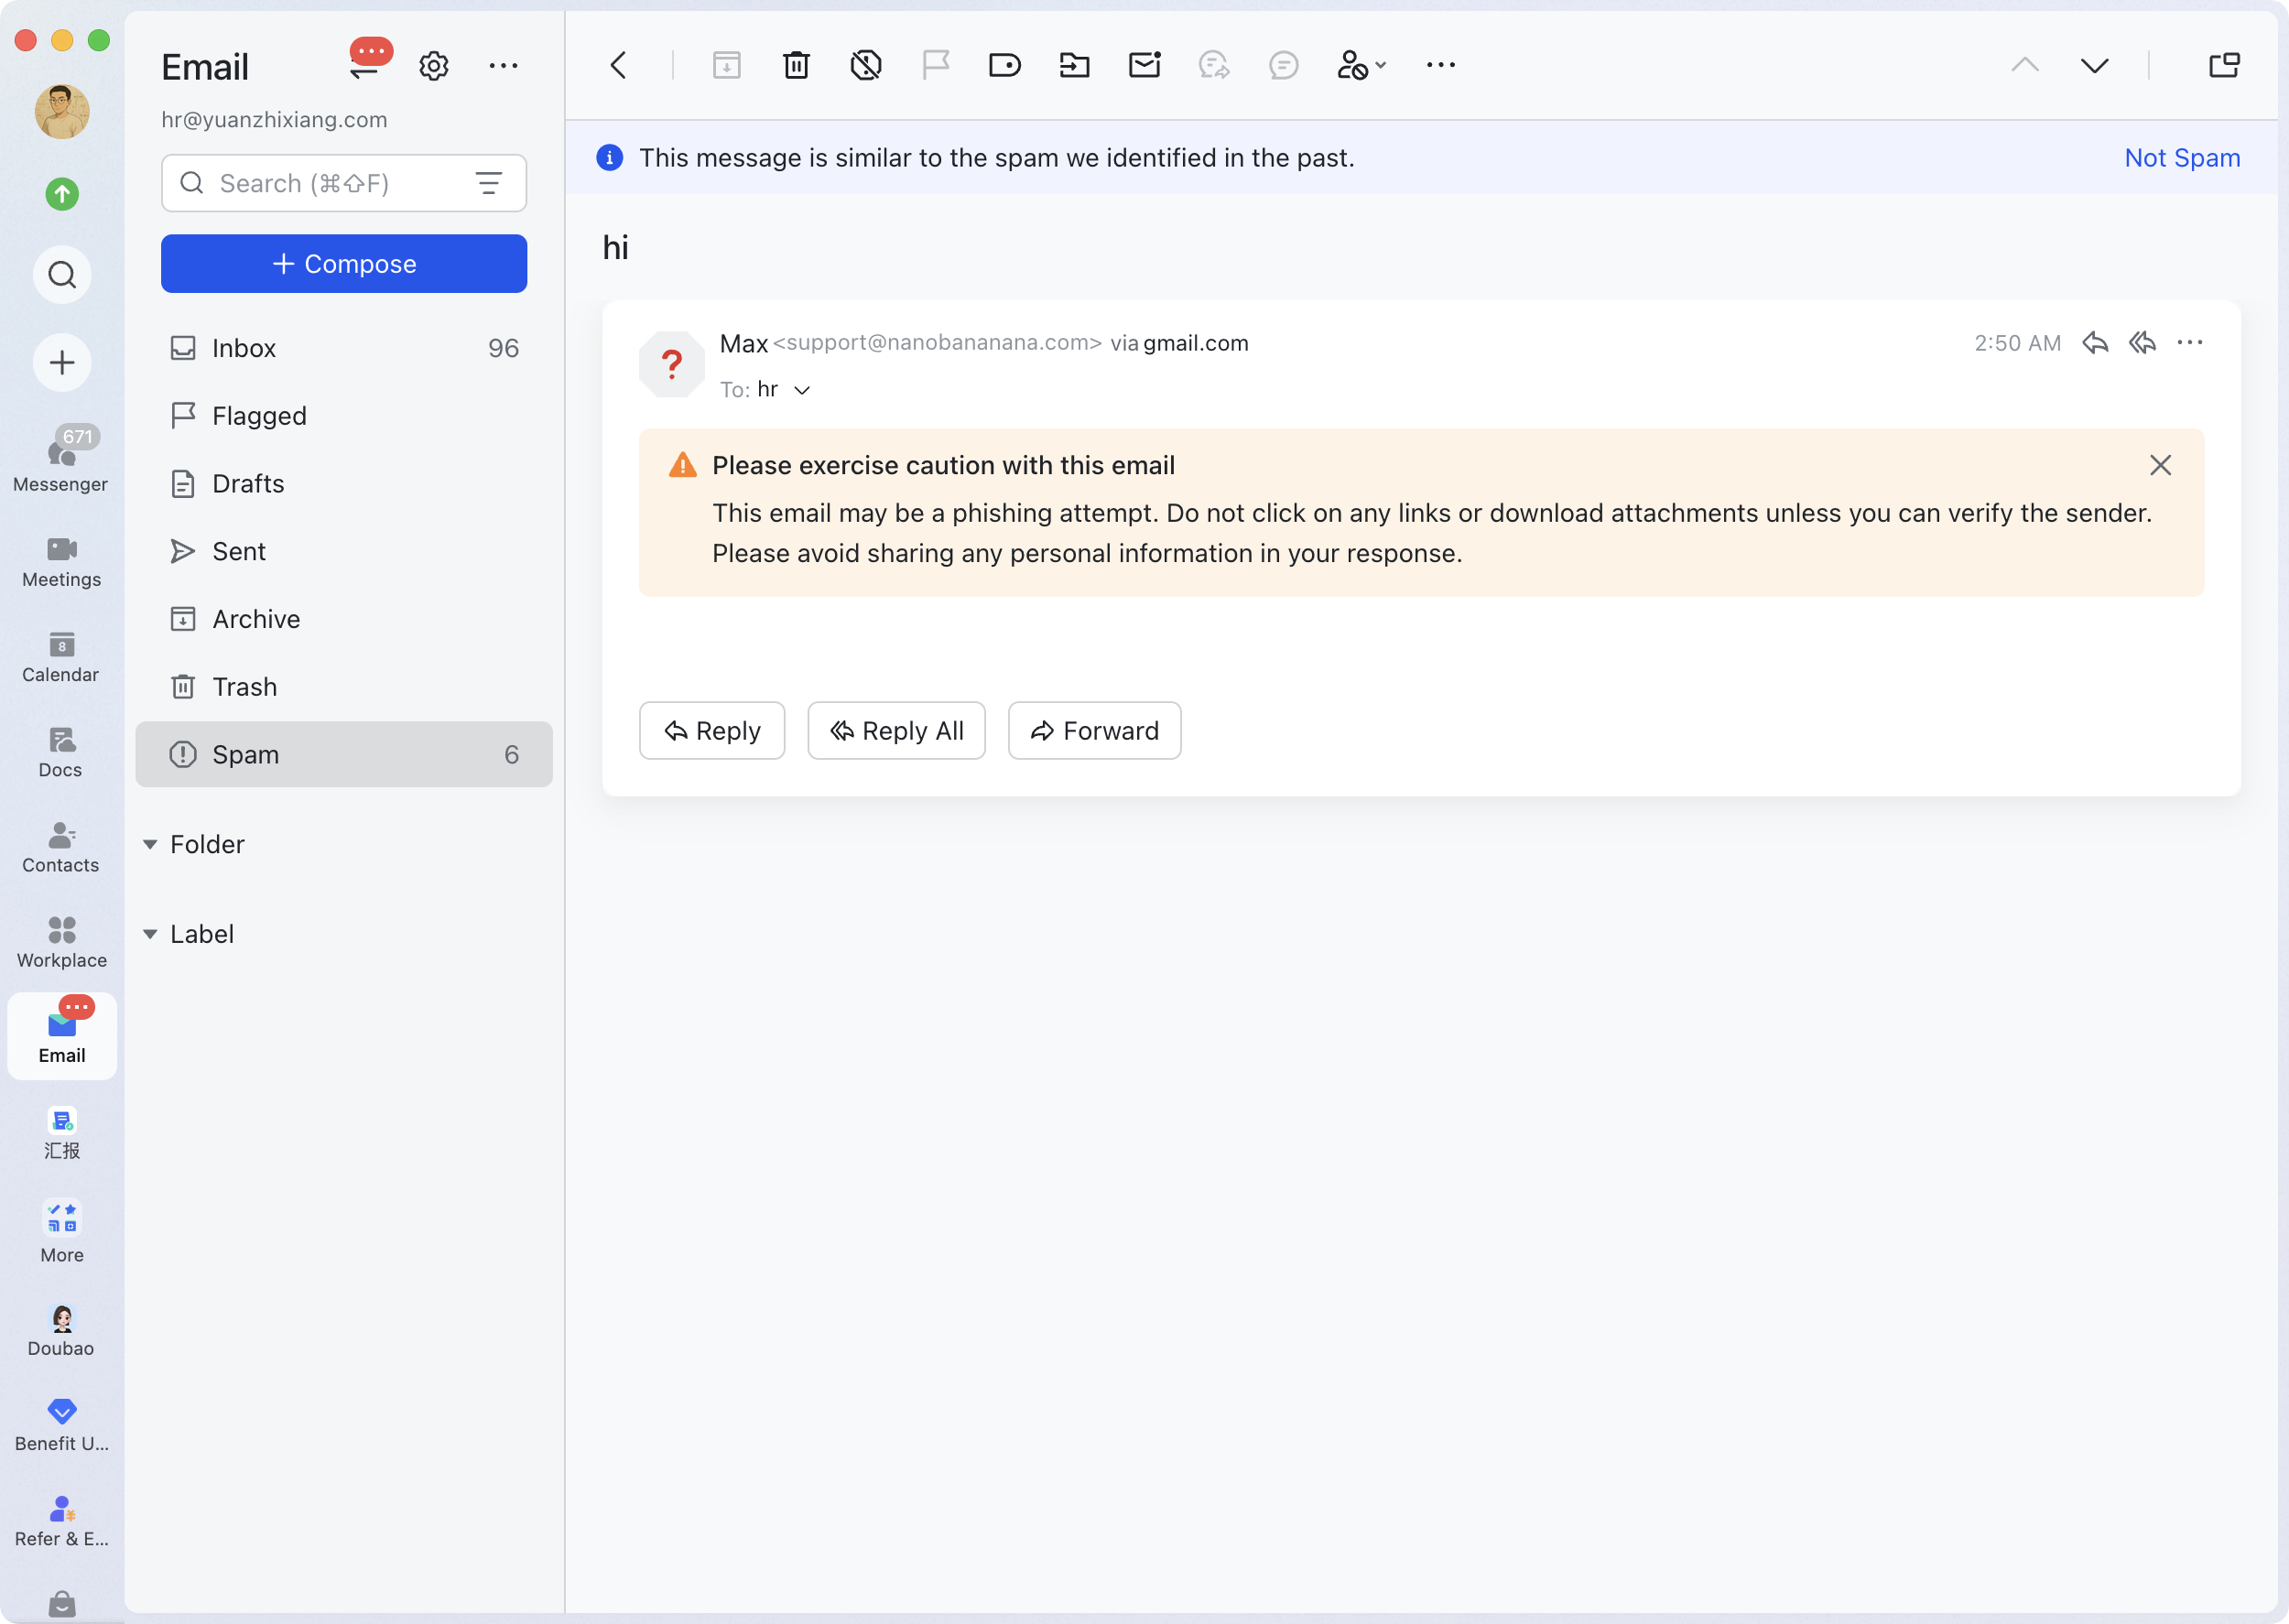 671
Messenger
Meetings
8
Calendar
Docs
Contacts
Workplace
Email
汇报
More
Doubao
Benefit U...
Refer & E...
Email
hr@yuanzhixiang.com
Search (⌘⇧F)
Compose
Inbox 96
Flagged
Drafts
Sent
Archive
Trash
Spam 6
Folder
Label
This message is similar to the spam we identified in the past. Not Spam
hi
Max <support@nanobananana.com> via gmail.com 2:50 AM
To: hr
Please exercise caution with this email
This email may be a phishing attempt. Do not click on any links or download attachments unless you can verify the sender.
Please avoid sharing any personal information in your response.
Reply Reply All Forward